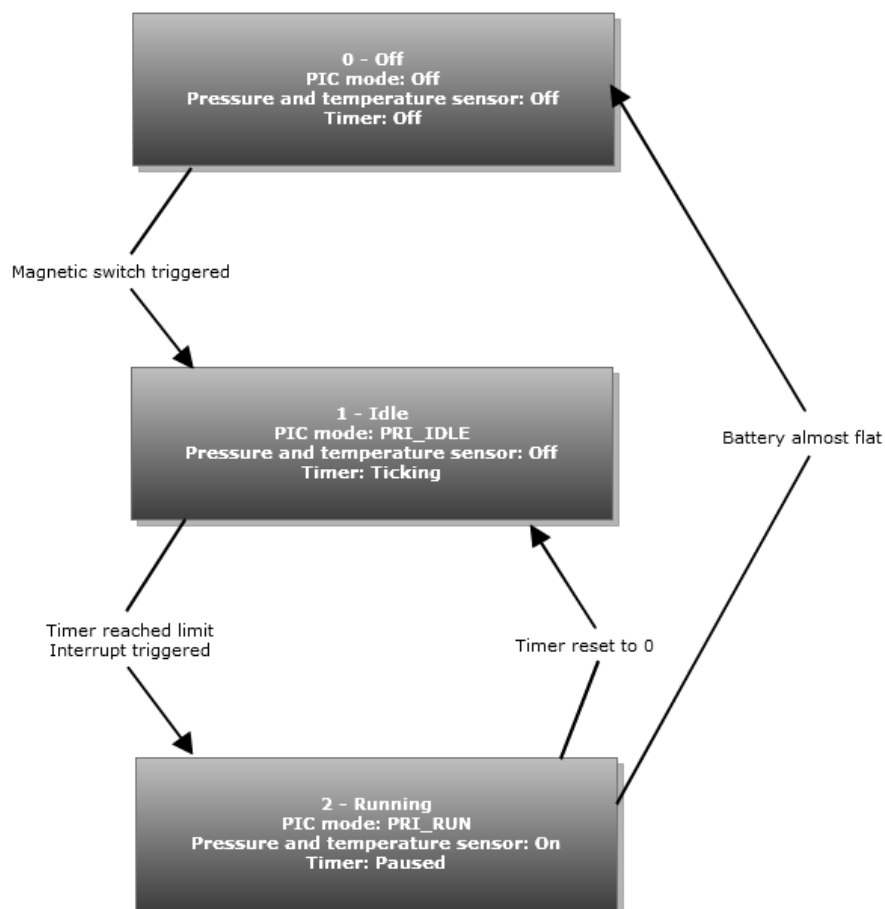 0 - Off
PIC mode: Off
Pressure and temperature sensor: Off
Timer: Off
Magnetic switch triggered
1 - Idle
PIC mode: PRI_IDLE
Pressure and temperature sensor: Off
Timer: Ticking
Battery almost flat
Timer reached limit
Interrupt triggered
Timer reset to 0
2 - Running
PIC mode: PRI_RUN
Pressure and temperature sensor: On
Timer: Paused